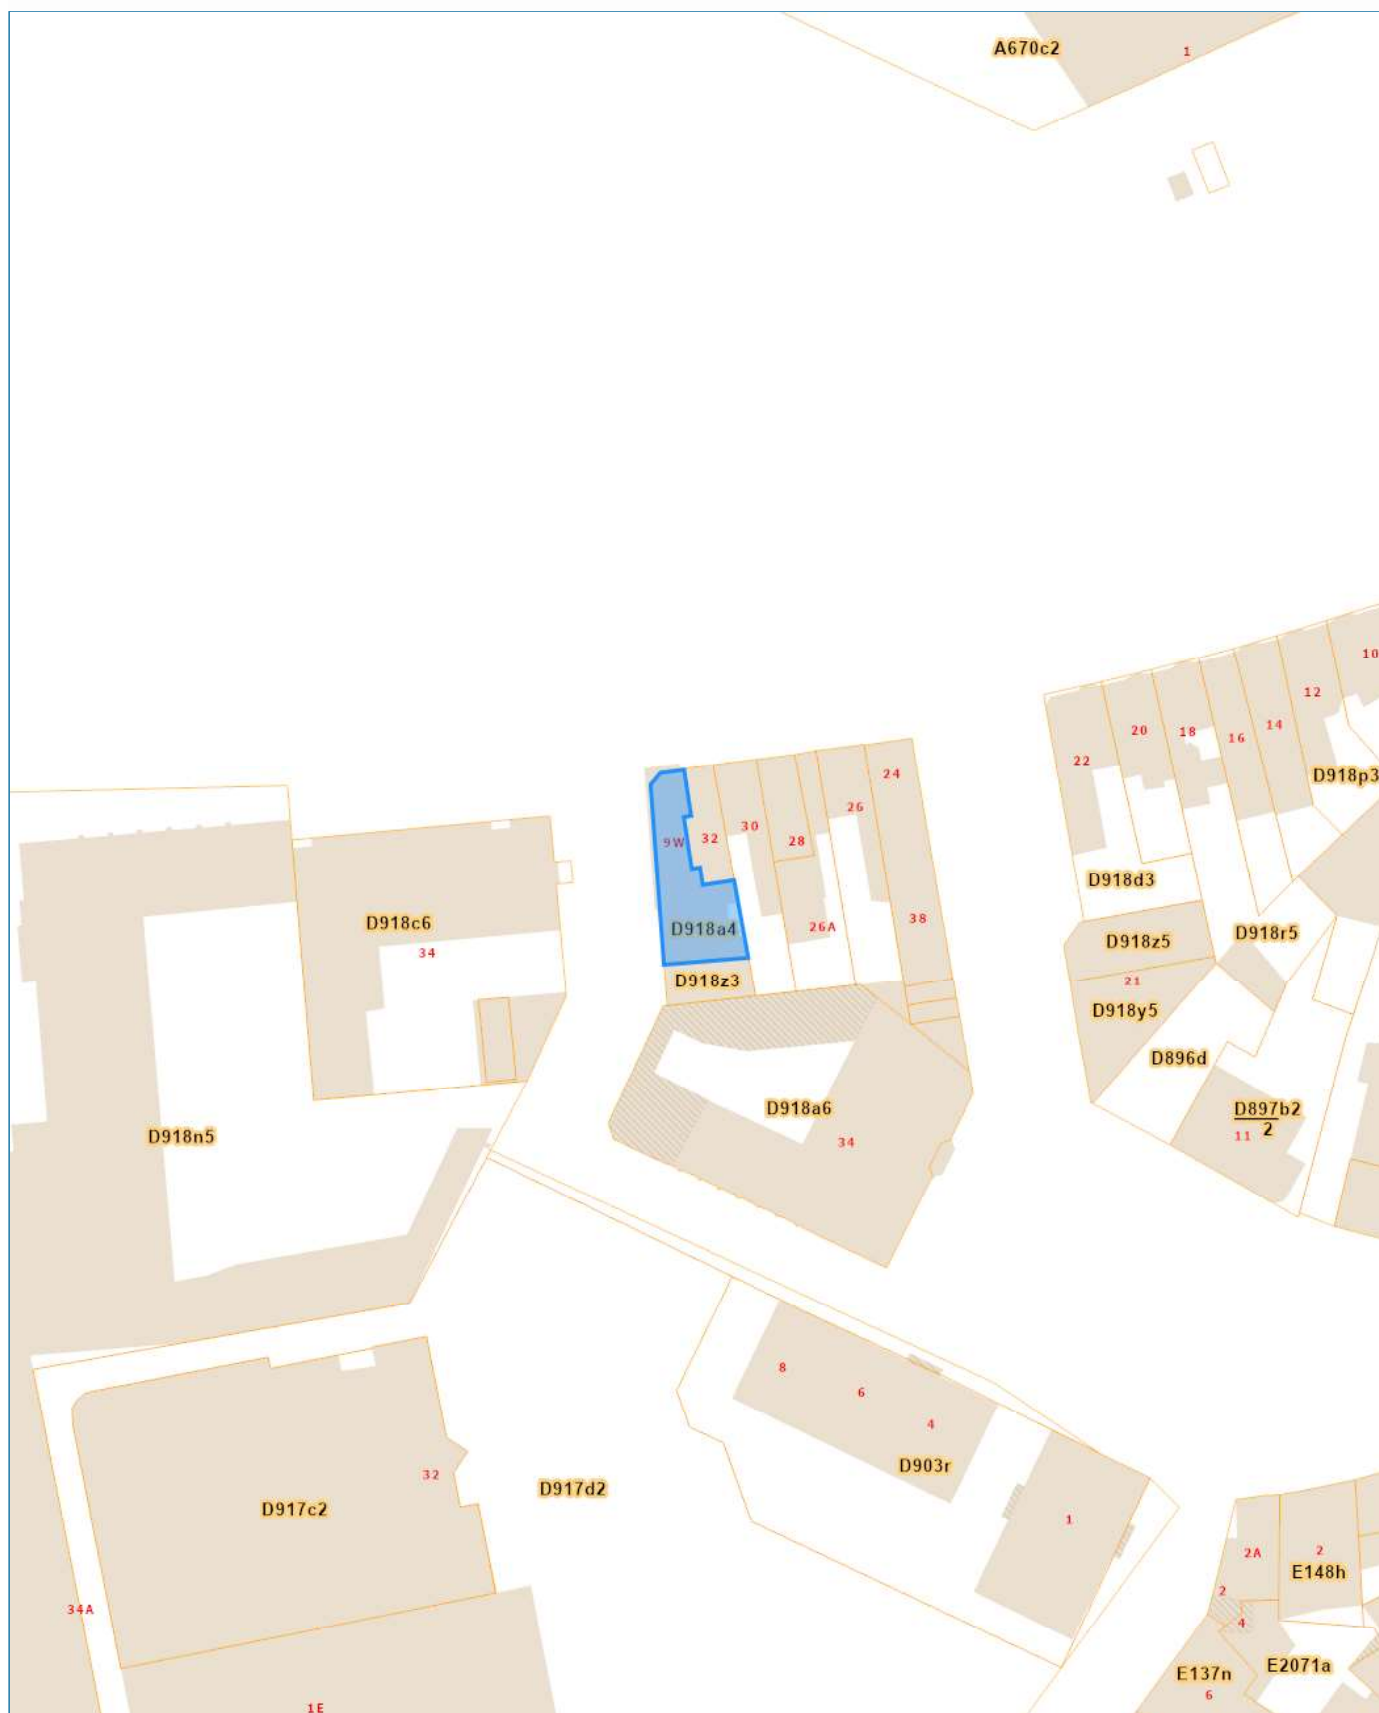 A670c2
1
10
12
14
20
18
16
22
D918p3
24
26
30
32
28
9W
D918d3
38
D918c6
34
D918a4
26A
D918r5
D918z5
D918z3
21
D918y5
D896d
D918a6
D897b2
2
11
34
D918n5
8
6
4
D903r
32
D917d2
D917c2
1
2A
2
E148h
2
34A
4
E2071a
E137n
6
1E